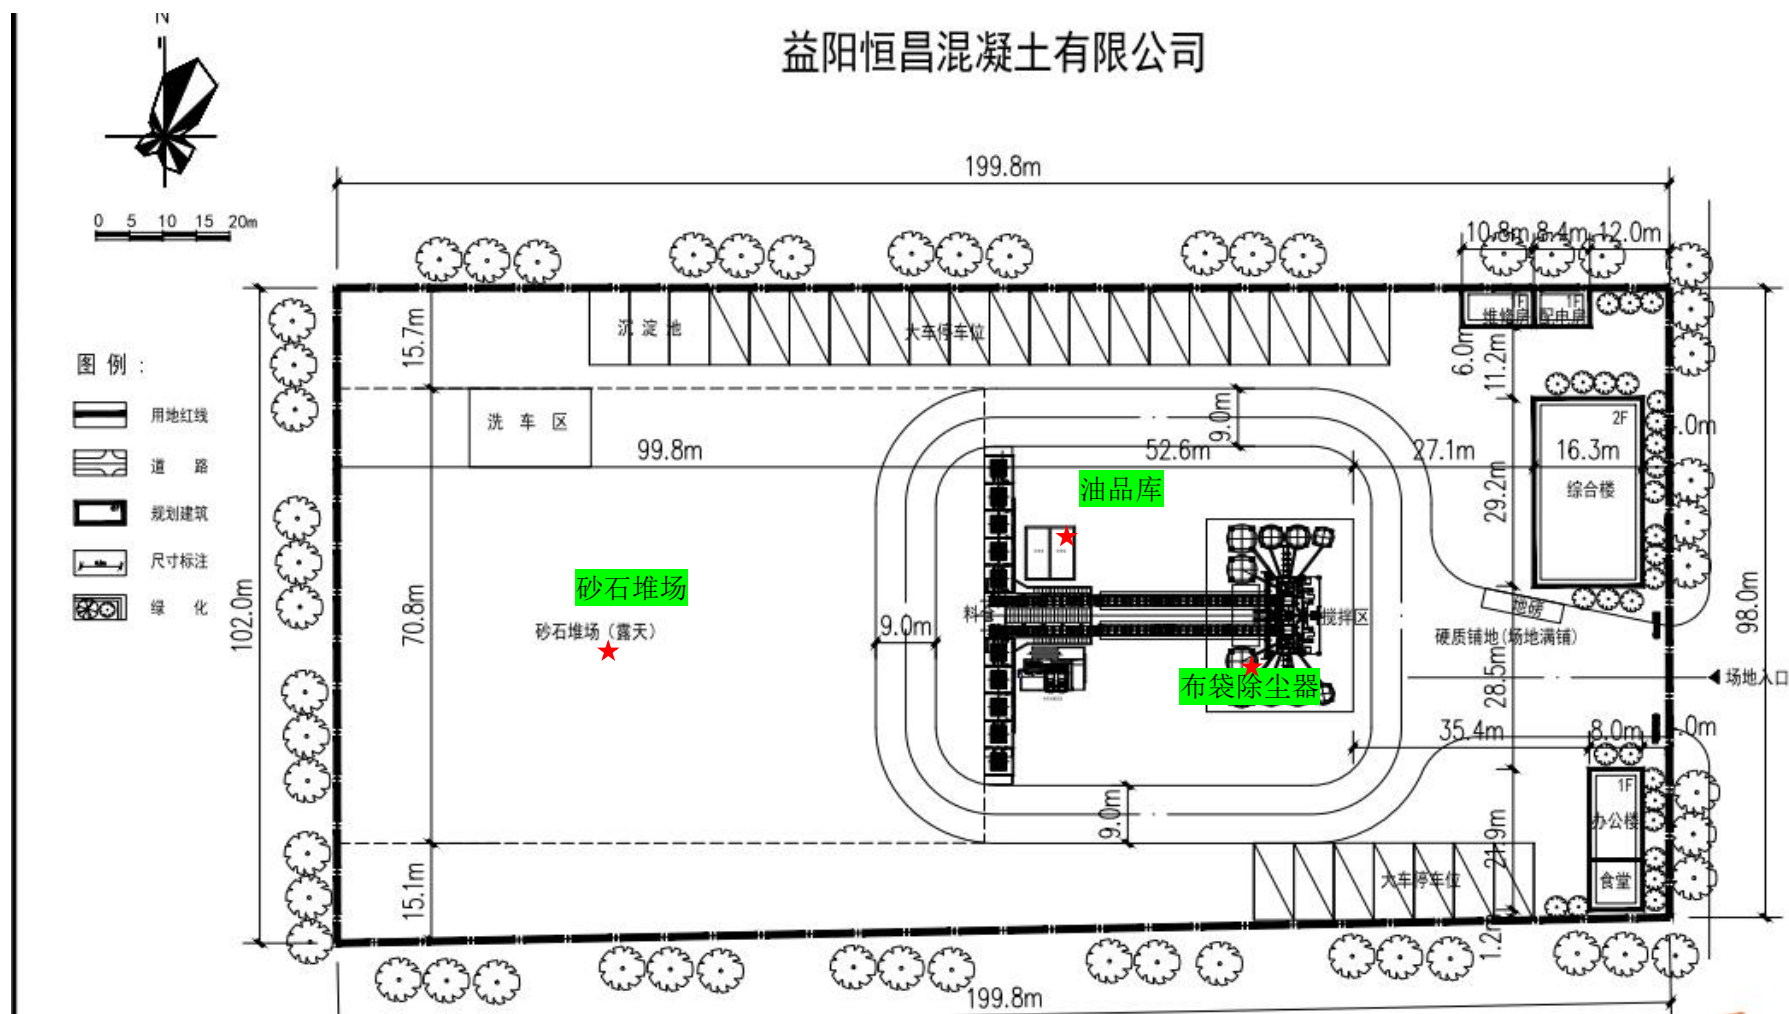 N
益阳恒昌混凝土有限公司
0 5 10 15 20m
199.8m
10.8m
8.4m
12.0m
沉淀池
大车停车位
1F
维修房
配电房
15.7m
6.0m
11.2m
图例：
用地红线
道路
规划建筑
尺寸标注
绿化
洗车区
9.0m
2F
99.8m
52.6m
27.1m
16.3m
油品库
综合楼
29.2m
102.0m
70.8m
砂石堆场
砂石堆场（露天）
9.0m
搅拌区
地磅
硬质铺地(场地满铺)
98.0m
布袋除尘器
28.5m
场地入口
35.4m
8.0m
9.0m
1F
办公楼
21.9m
食堂
15.1m
大车停车位
1.2m
199.8m